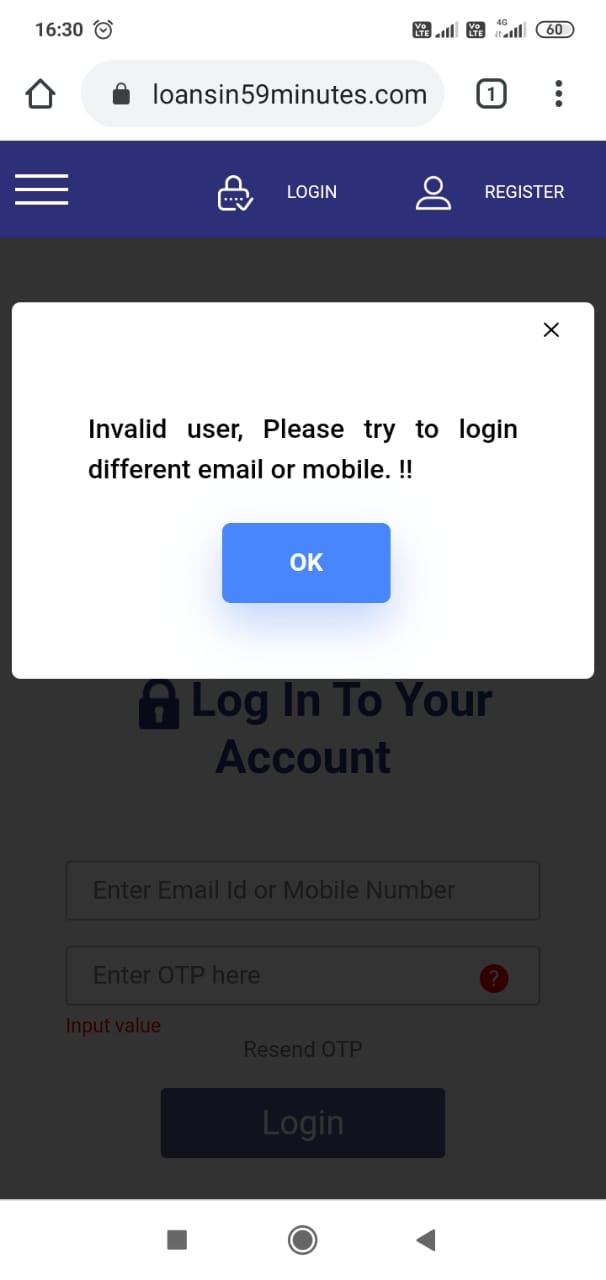 16:30
Vo LTE Vo LTE 4G 60
loansin59minutes.com 1
LOGIN REGISTER
Invalid user, Please try to login
different email or mobile. !!
OK
Log In To Your
Account
Enter Email Id or Mobile Number
Enter OTP here ?
Input value
Resend OTP
Login